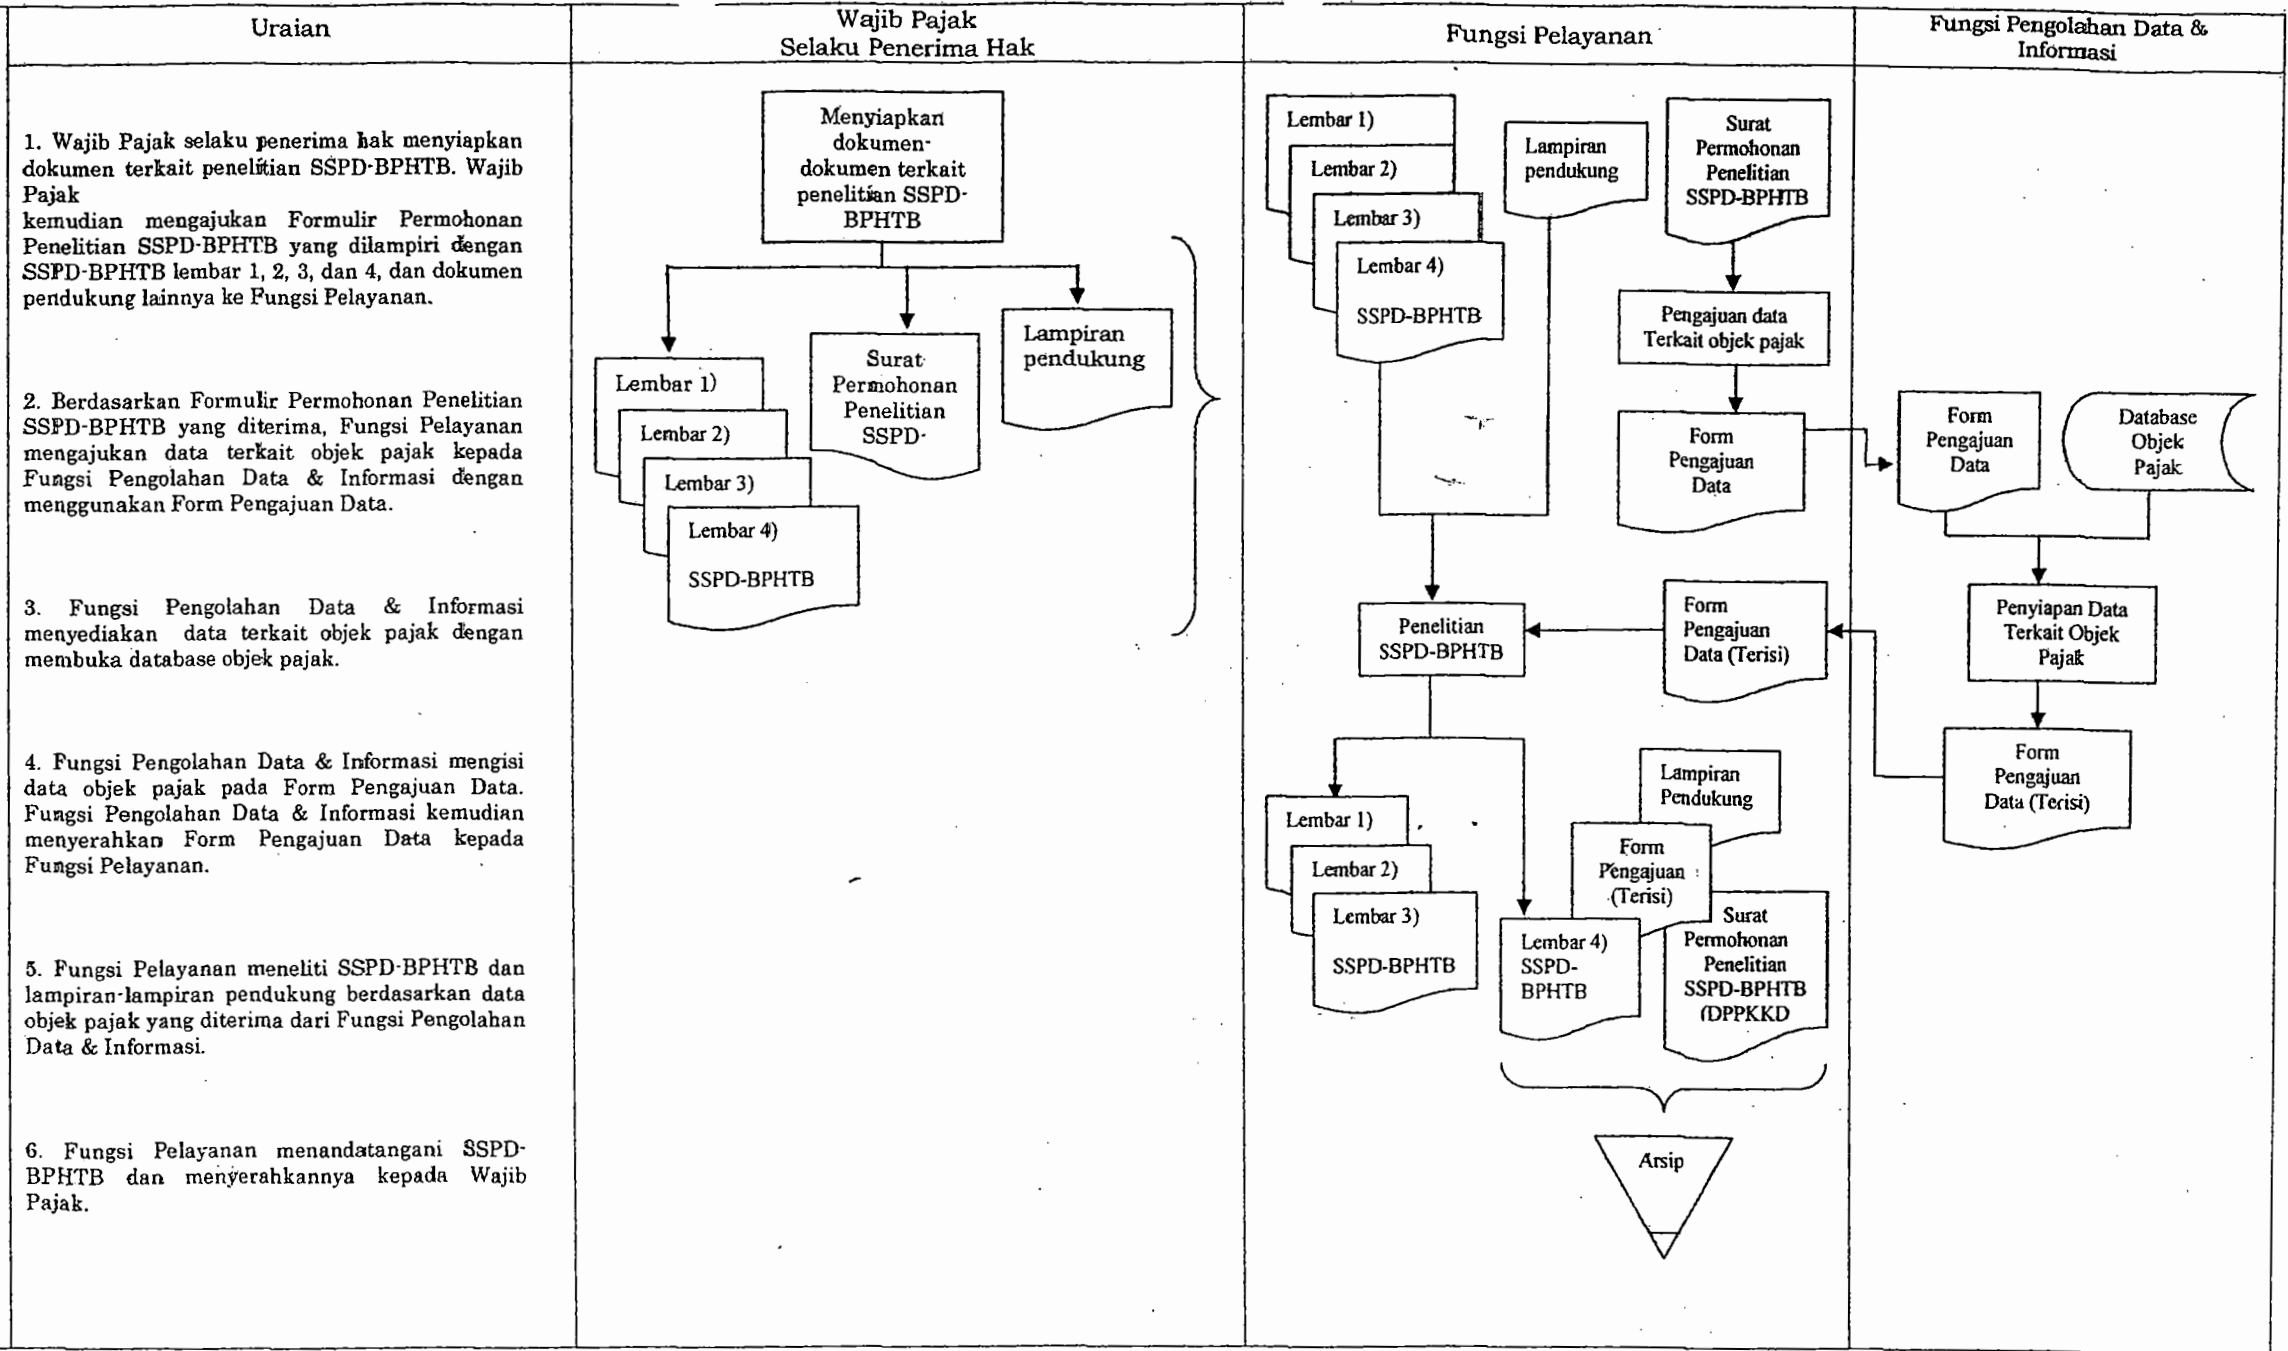 Uraian
Wajib Pajak
Selaku Penerima Hak
Fungsi Pelayanan
Fungsi Pengolahan Data &
Informasi
1. Wajib Pajak selaku penerima hak menyiapkan
dokumen terkait penelitian SSPD-BPHTB. Wajib
Pajak
kemudian mengajukan Formulir Permohonan
Penelitian SSPD-BPHTB yang dilampiri dengan
SSPD-BPHTB lembar 1, 2, 3, dan 4, dan dokumen
pendukung lainnya ke Fungsi Pelayanan.
2. Berdasarkan Formulir Permohonan Penelitian
SSPD-BPHTB yang diterima, Fungsi Pelayanan
mengajukan data terkait objek pajak kepada
Fungsi Pengolahan Data & Informasi dengan
menggunakan Form Pengajuan Data.
3. Fungsi Pengolahan Data & Informasi
menyediakan data terkait objek pajak dengan
membuka database objek pajak.
4. Fungsi Pengolahan Data & Informasi mengisi
data objek pajak pada Form Pengajuan Data.
Fungsi Pengolahan Data & Informasi kemudian
menyerahkan Form Pengajuan Data kepada
Fungsi Pelayanan.
5. Fungsi Pelayanan meneliti SSPD-BPHTB dan
lampiran-lampiran pendukung berdasarkan data
objek pajak yang diterima dari Fungsi Pengolahan
Data & Informasi.
6. Fungsi Pelayanan menandatangani SSPD-
BPHTB dan menyerahkannya kepada Wajib
Pajak.
Menyiapkan
dokumen-
dokumen terkait
penelitian SSPD-
BPHTB
Lembar 1)
Lembar 2)
Lembar 3)
Lembar 4)
SSPD-BPHTB
Surat
Permohonan
Penelitian
SSPD-
Lampiran
pendukung
Lembar 1)
Lembar 2)
Lembar 3)
Lembar 4)
SSPD-BPHTB
Lampiran
pendukung
Surat
Permohonan
Penelitian
SSPD-BPHTB
Pengajuan data
Terkait objek pajak
Form
Pengajuan
Data
Form
Pengajuan
Data
Database
Objek
Pajak
Penyiapan Data
Terkait Objek
Pajak
Form
Pengajuan
Data (Terisi)
Form
Pengajuan
Data (Terisi)
Penelitian
SSPD-BPHTB
Lembar 1)
Lembar 2)
Lembar 3)
SSPD-BPHTB
Lampiran
Pendukung
Form
Pengajuan
(Terisi)
Lembar 4)
SSPD-
BPHTB
Surat
Permohonan
Penelitian
SSPD-BPHTB
(DPPKKD
Arsip